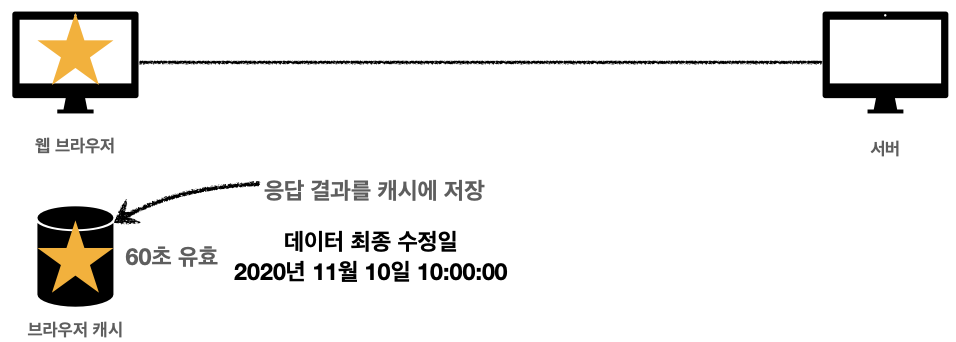 웹 브라우저
서버
응답 결과를 캐시에 저장
60초 유효
데이터 최종 수정일
2020년 11월 10일 10:00:00
브라우저 캐시